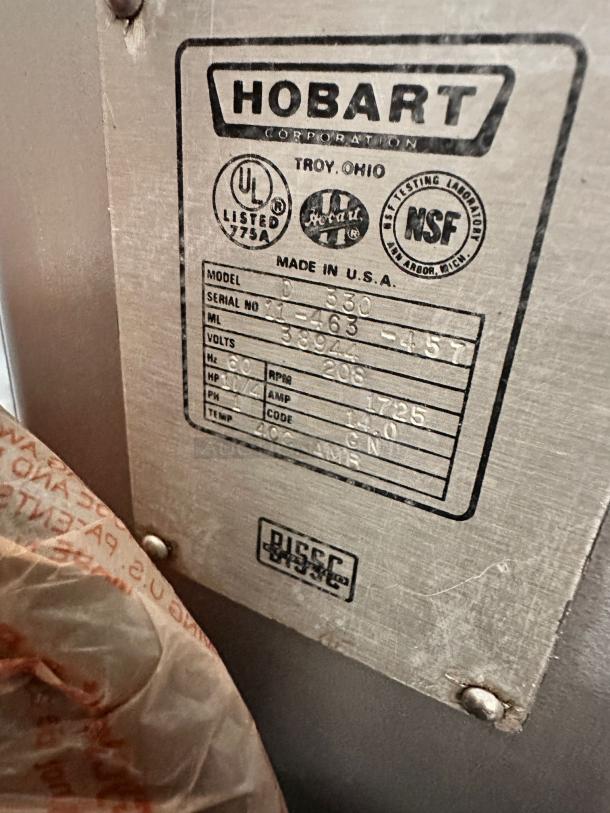 HOBART
CORPORATION
TROY, OHIO
UL
®
LISTED
775A
Hobart
®
N.S.F. TESTING LABORATORY
NSF
ANN ARBOR, MICH.
MADE IN U.S.A.
MODEL D 330
SERIAL NO 11-463-457
ML 38944
VOLTS 208
Hz 60 RPM 1725
HP 1 1/4 AMP 14.0
PH 1 CODE GN
TEMP 40C AMB
BISSC
U.S. PATENTS